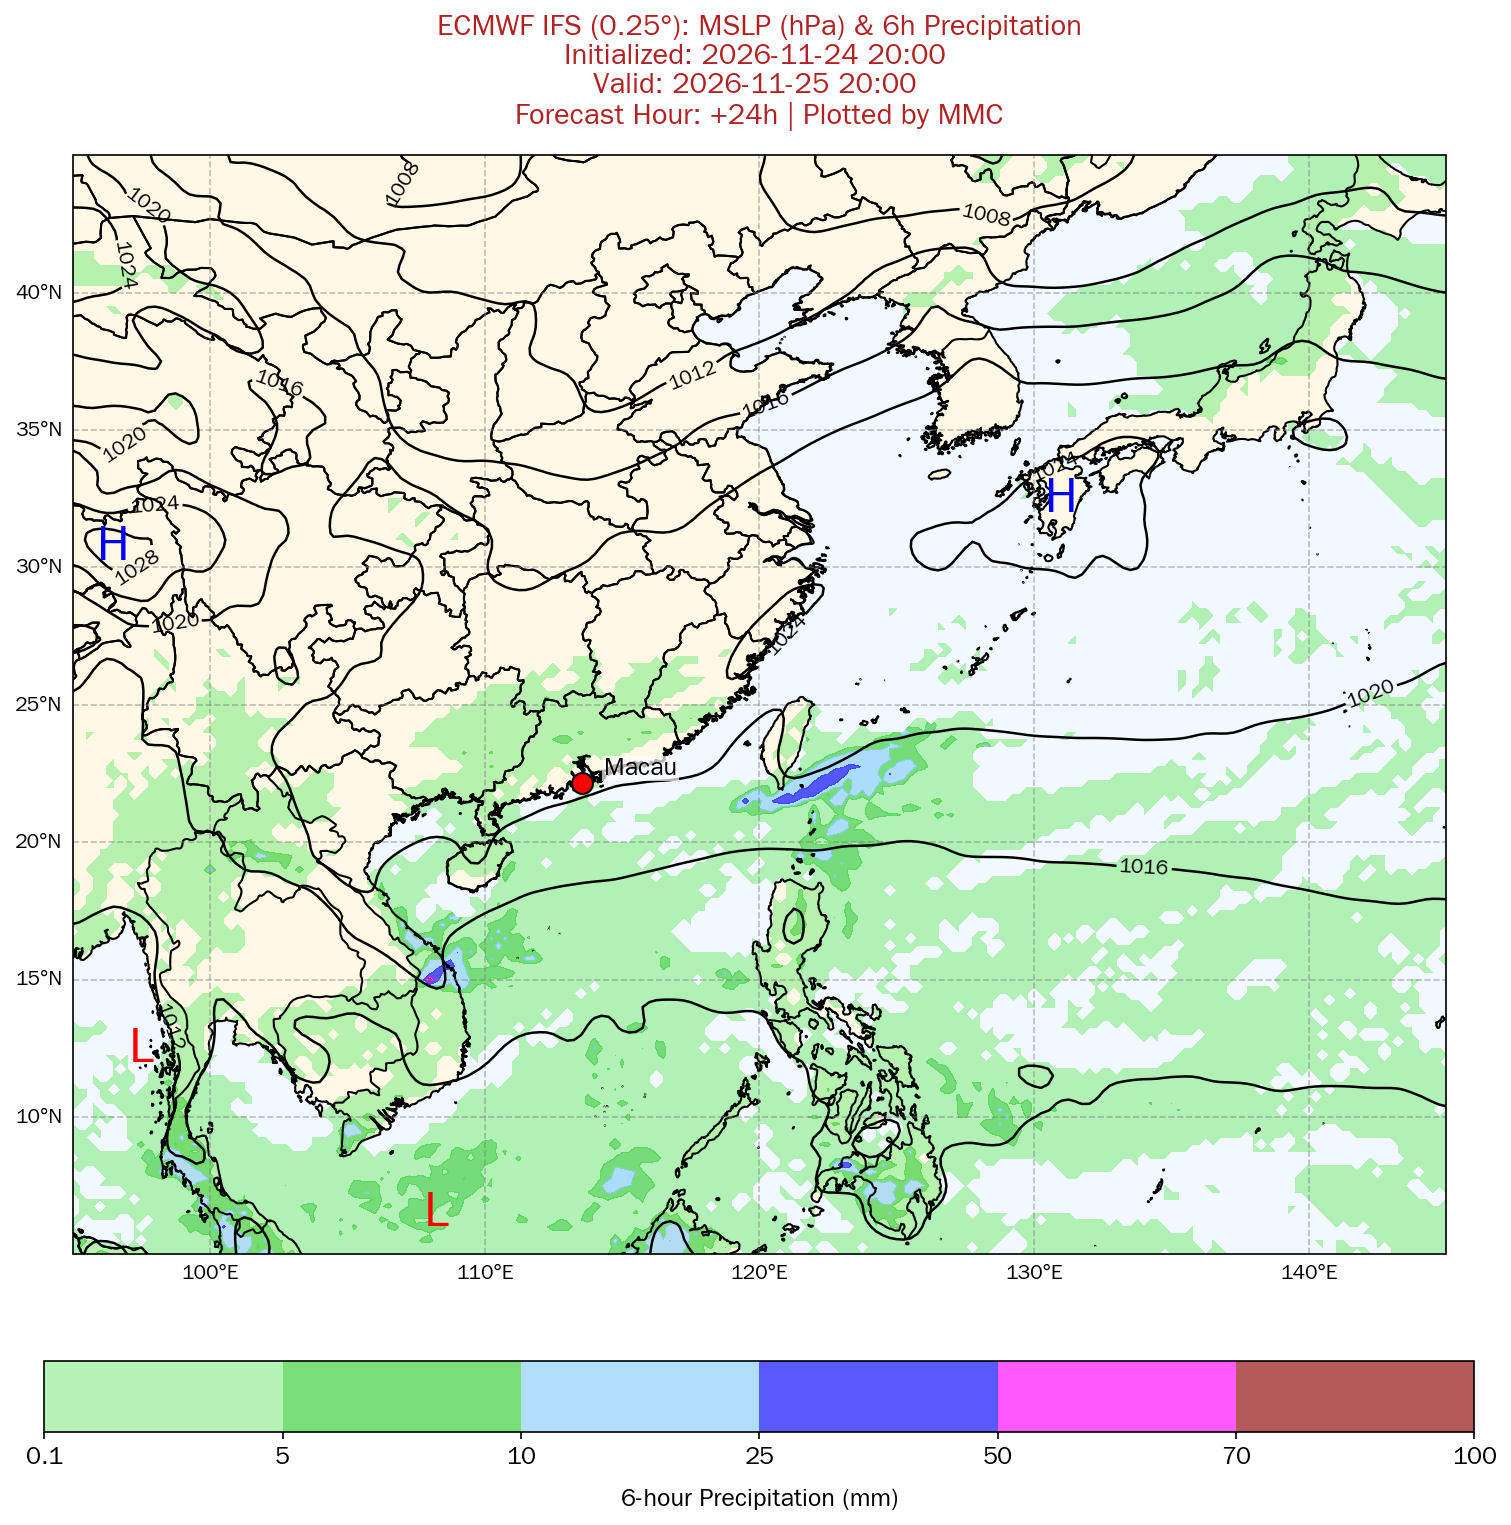 ECMWF IFS (0.25°): MSLP (hPa) & 6h Precipitation
Initialized: 2026-11-24 20:00
Valid: 2026-11-25 20:00
Forecast Hour: +24h | Plotted by MMC
1008
1020
1008
1024
40°N
1016
1012
1016
35°N
1020
1024
H
1024
H
30°N
1028
1020
1024
25°N
1020
Macau
20°N
1016
15°N
1012
L
10°N
L
100°E 110°E 120°E 130°E 140°E
0.1 5 10 25 50 70 100
6-hour Precipitation (mm)